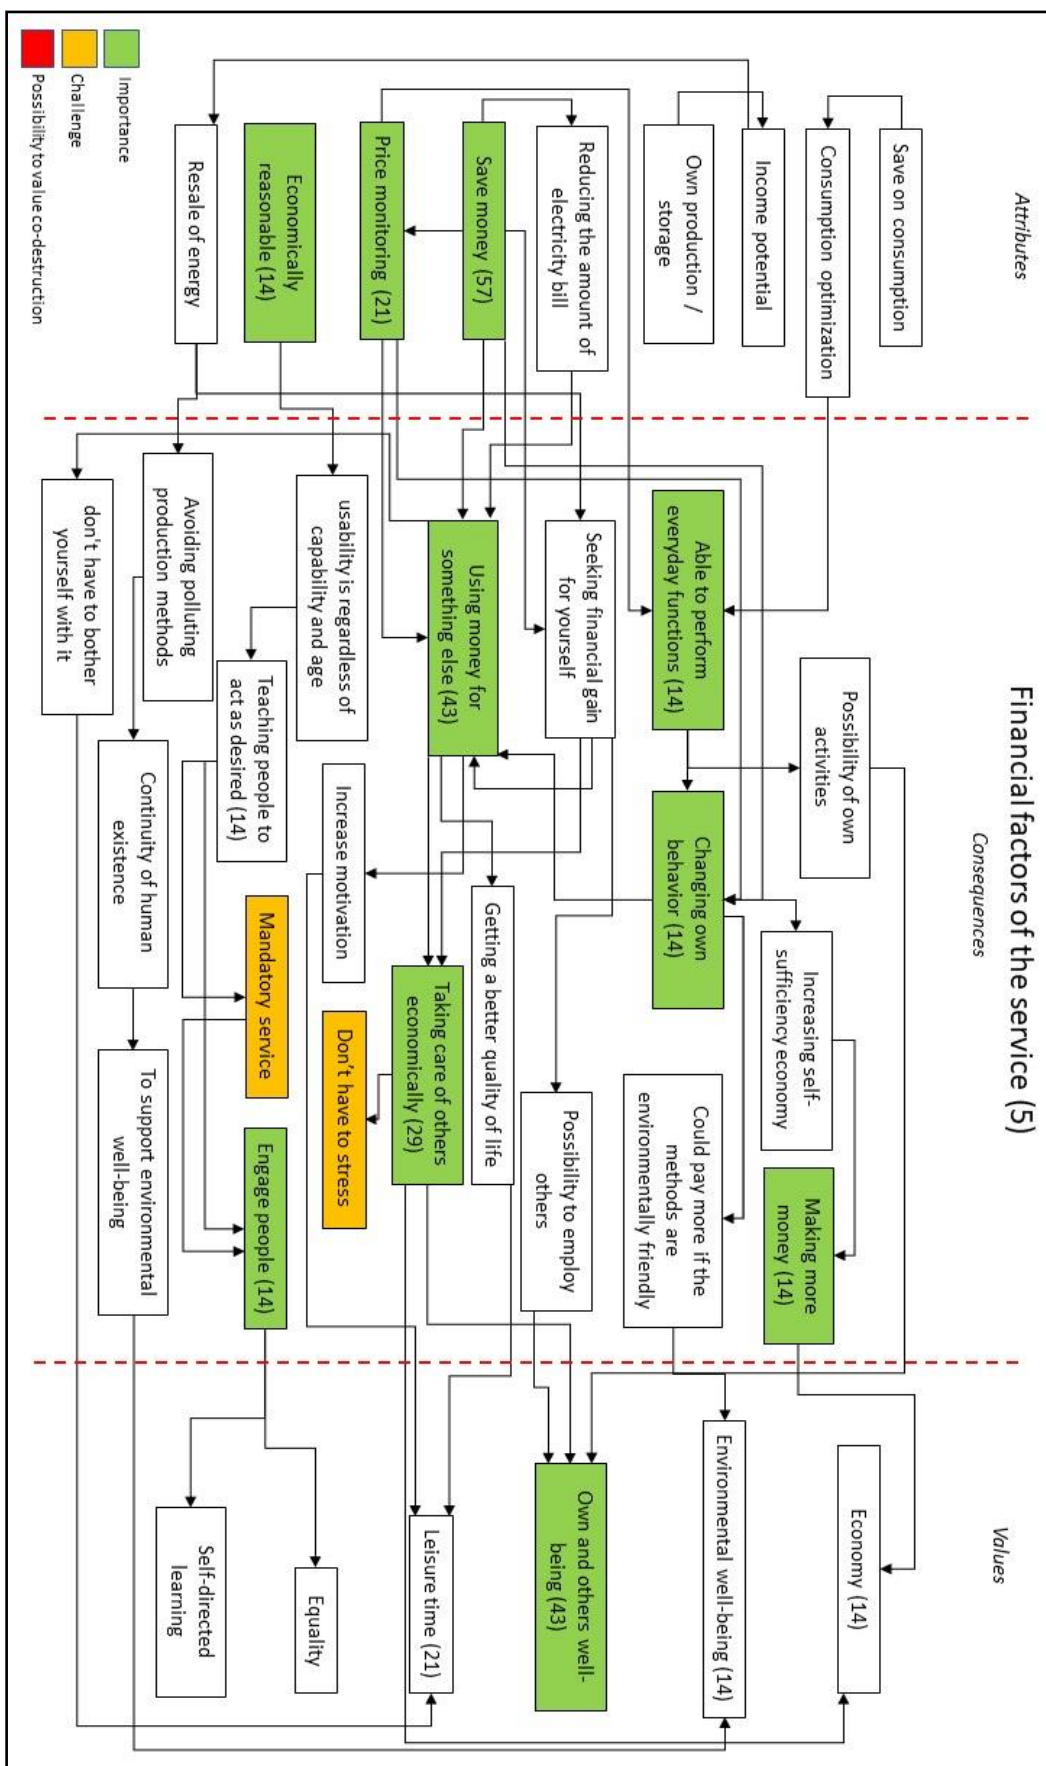 Financial factors of the service (5)
Attributes
Consequences
Values
Save on consumption
Consumption optimization
Income potential
Own production /
storage
Reducing the amount of
electricity bill
Save money (57)
Price monitoring (21)
Economically
reasonable (14)
Resale of energy
Possibility of own
activities
Increasing self-
sufficiency economy
Making more
money (14)
Able to perform
everyday functions (14)
Changing own
behavior (14)
Could pay more if the
methods are
environmentally friendly
Seeking financial gain
for yourself
Possibility to employ
others
Getting a better quality of life
Using money for
something else (43)
Taking care of others
economically (29)
Increase motivation
Don't have to stress
usability is regardless of
capability and age
Teaching people to
act as desired (14)
Mandatory service
Engage people (14)
Avoiding polluting
production methods
Continuity of human
existence
To support environmental
well-being
don't have to bother
yourself with it
Economy (14)
Environmental well-being (14)
Own and others well-
being (43)
Leisure time (21)
Equality
Self-directed
learning
Importance
Challenge
Possibility to value co-destruction